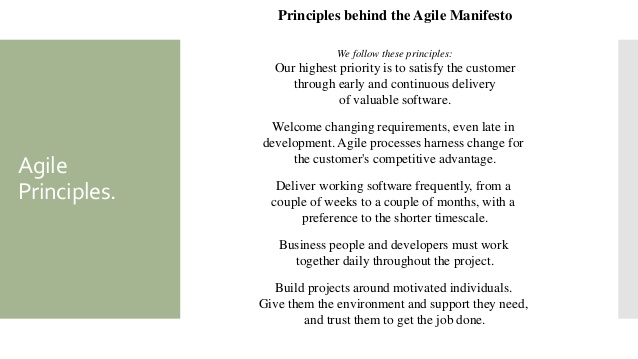 Principles behind the Agile Manifesto
We follow these principles:
Our highest priority is to satisfy the customer
through early and continuous delivery
of valuable software.
Welcome changing requirements, even late in
development. Agile processes harness change for
the customer's competitive advantage.
Deliver working software frequently, from a
couple of weeks to a couple of months, with a
preference to the shorter timescale.
Business people and developers must work
together daily throughout the project.
Build projects around motivated individuals.
Give them the environment and support they need,
and trust them to get the job done.
Agile
Principles.